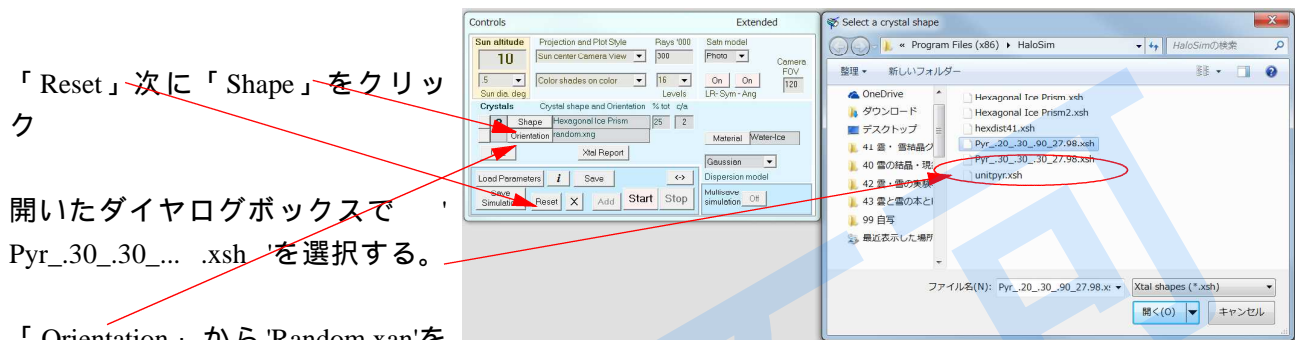 「Reset」次に「Shape」をクリッ
ク
開いたダイヤログボックスで '
Pyr_.30_.30_... .xsh 'を選択する。
「Orientation」 から 'Random.xan'を
Controls Extended
Sun altitude Projection and Plot Style Rays '000 Satn model
10 Sun center Camera View 300 Photo
Camera
FOV
.5 Color shades on color 16 On On 120
Sun dia. deg Levels LR-Sym-Ang
Crystals Crystal shape and Orientation % tot c/a
Shape Hexagonal Ice Prism 25 2
Orientation random.xng Material Water-Ice
Xtal Report
Gaussian
Load Parameters i Save <-> Dispersion model
Save
Simulation Reset X Add Start Stop Multisave
simulation Off
Select a crystal shape
« Program Files (x86) HaloSim HaloSimの検索
整理 新しいフォルダー
OneDrive
ダウンロード
デスクトップ
41 雲・ 雪結晶グ
40 雪の結晶・現
42 雲・雪の実験
43 雲と雪の本と
99 自写
最近表示した場所
Hexagonal Ice Prism.xsh
Hexagonal Ice Prism2.xsh
hexdist41.xsh
Pyr_.20_.30_.90_27.98.xsh
Pyr_.30_.30_.30_27.98.xsh
unitpyr.xsh
ファイル名(N): Pyr_.20_.30_.90_27.98.x Xtal shapes (*.xsh)
開く(O) キャンセル